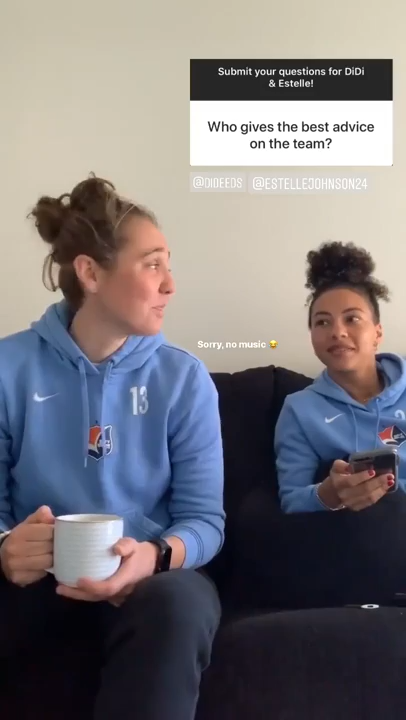 Submit your questions for DiDi
& Estelle!
Who gives the best advice
on the team?
@DIDEEDS @ESTELLEJOHNSON24
Sorry, no music 😂
13